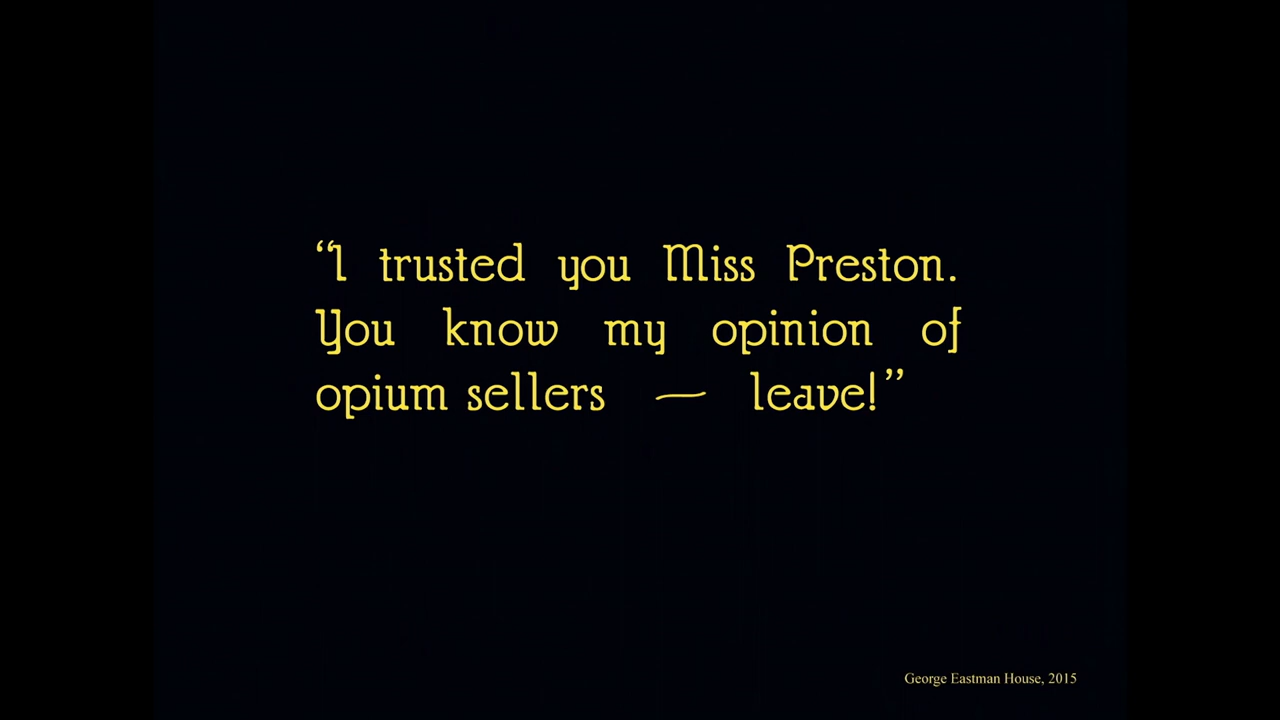 “I trusted you Miss Preston.
You know my opinion of
opium sellers — leave!”
George Eastman House, 2015